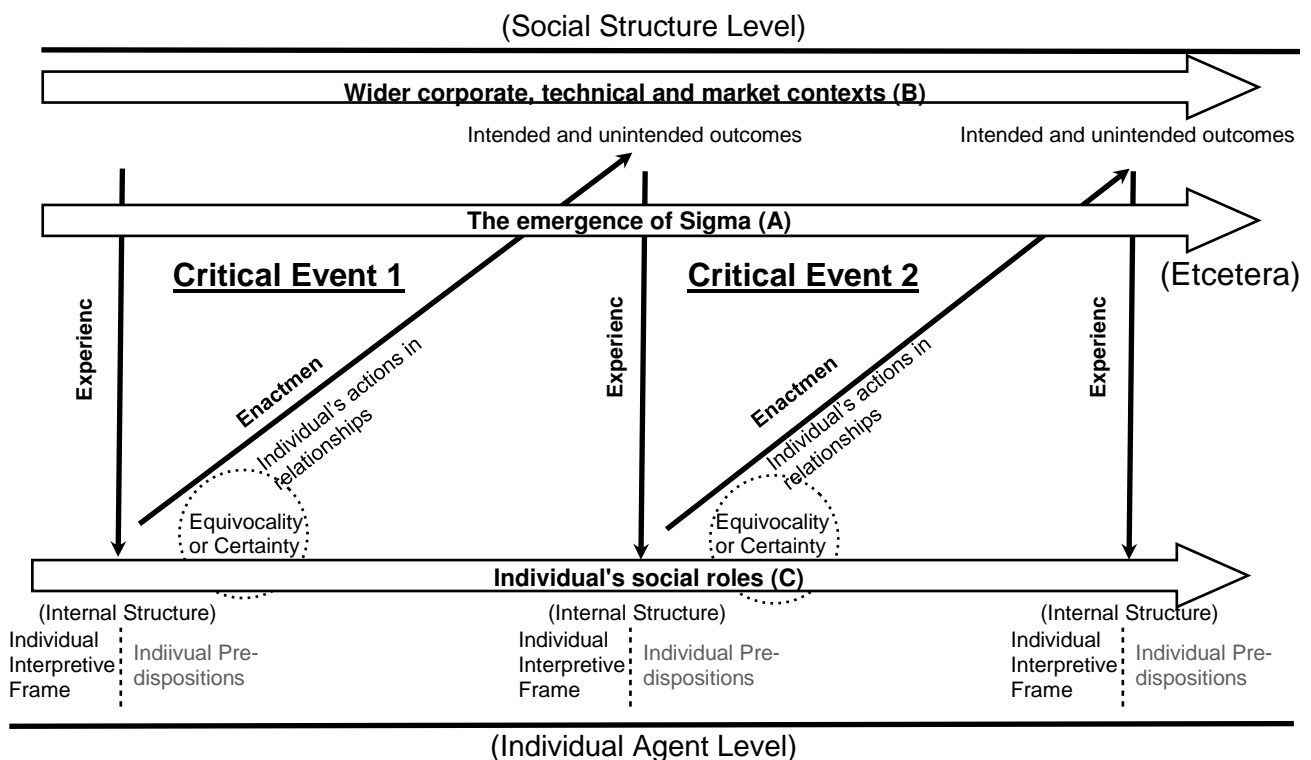 (Social Structure Level)
Wider corporate, technical and market contexts (B)
Intended and unintended outcomes
Intended and unintended outcomes
The emergence of Sigma (A)
Critical Event 1
Critical Event 2
(Etcetera)
Experienc
Enactmen
Individual's actions in
relationships
Experienc
Enactmen
Individual's actions in
relationships
Experienc
Equivocality
or Certainty
Equivocality
or Certainty
Individual's social roles (C)
(Internal Structure)
Individual
Interpretive
Frame
Indiivual Pre-
dispositions
(Internal Structure)
Individual
Interpretive
Frame
Individual Pre-
dispositions
(Internal Structure)
Individual
Interpretive
Frame
Individual Pre-
dispositions
(Individual Agent Level)